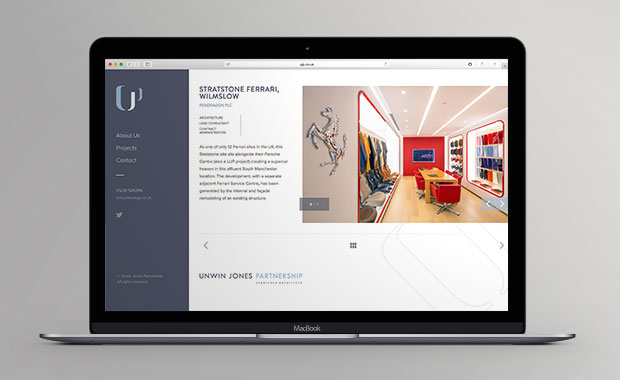 STRATSTONE FERRARI,
WILMSLOW
PENDRAGON PLC
ARCHITECTURE
LEAD CONSULTANT
CONTRACT
ADMINISTRATION
About Us
Projects
Contact
As one of only 12 Ferrari sites in the UK, this
Stratstone site sits alongside their Porsche
Centre (also a UJP project) creating a superior
triseum in this affluent South Manchester
location. The development, with a separate
adjacent Ferrari Service Centre, has been
generated by the internal and façade
remodelling of an existing structure.
UNWIN JONES PARTNERSHIP
CHARTERED ARCHITECTS
© Unwin Jones Partnership
All rights reserved
MacBook